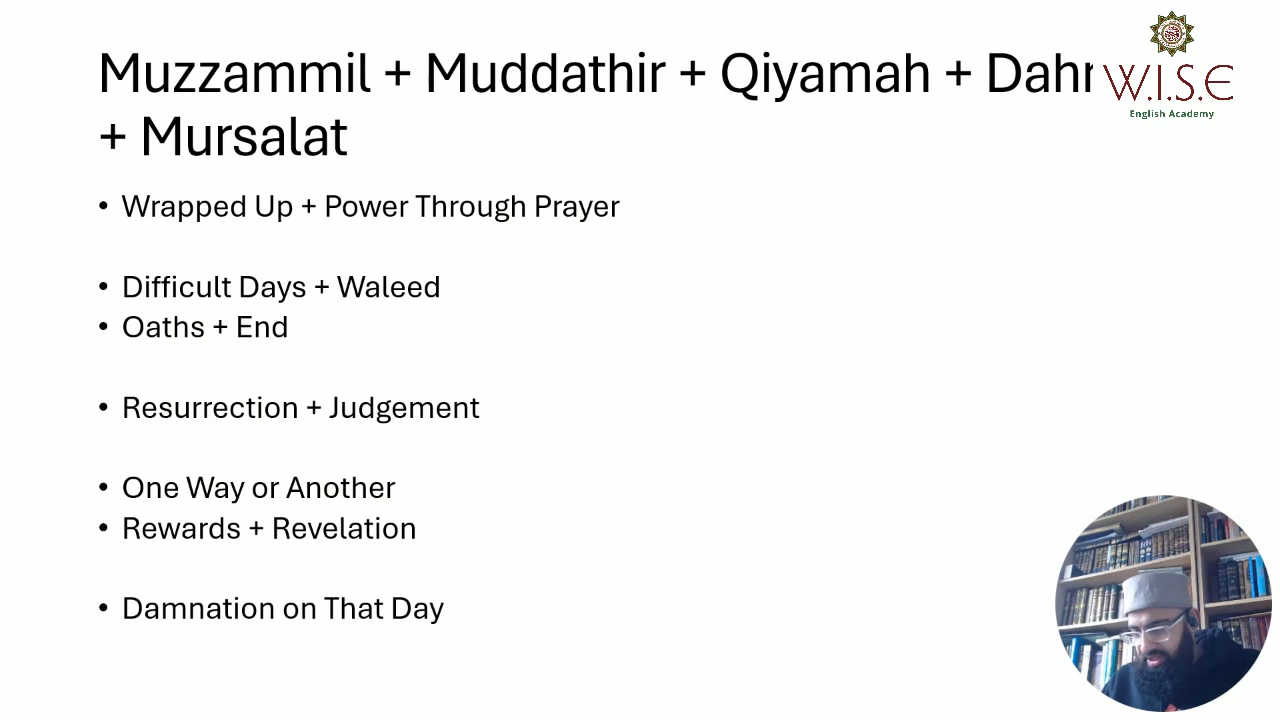 Muzzammil + Muddathir + Qiyamah + Dahr
+ Mursalat
W.I.S.E
English Academy
• Wrapped Up + Power Through Prayer
• Difficult Days + Waleed
• Oaths + End
• Resurrection + Judgement
• One Way or Another
• Rewards + Revelation
• Damnation on That Day